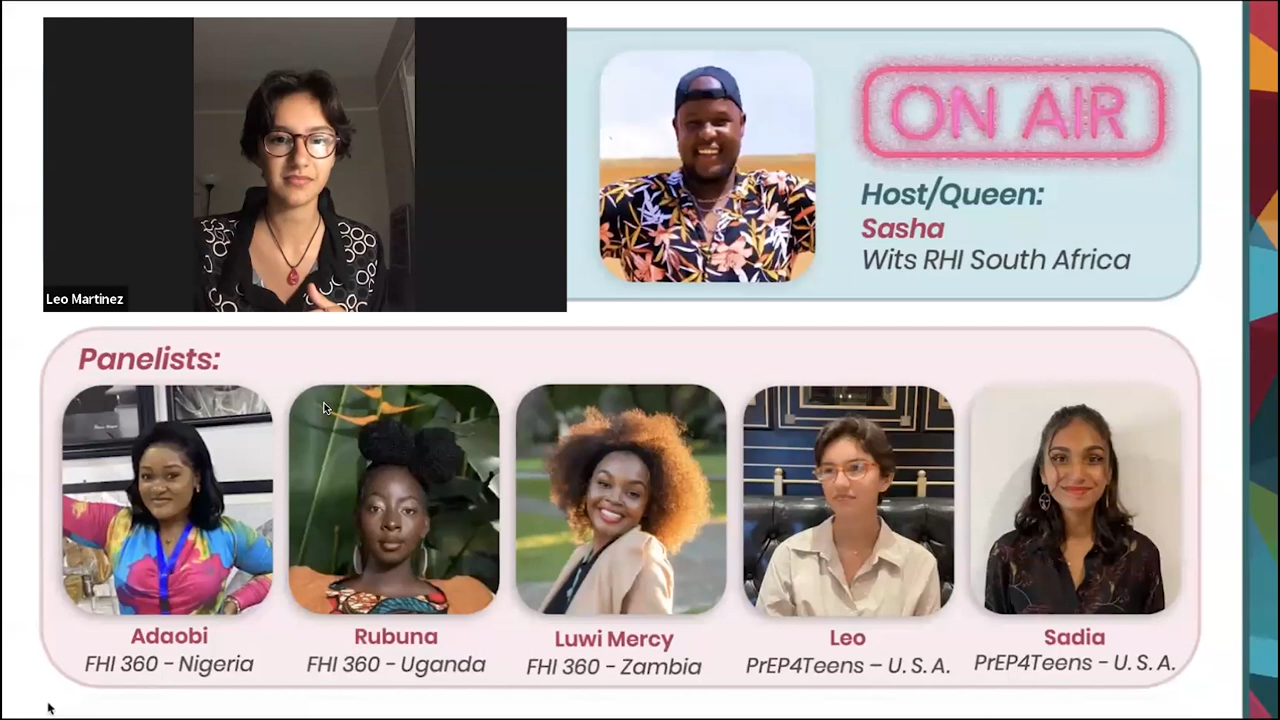 Leo Martinez
ON AIR
Host/Queen:
Sasha
Wits RHI South Africa
Panelists:
Adaobi
FHI 360 - Nigeria
Rubuna
FHI 360 - Uganda
Luwi Mercy
FHI 360 - Zambia
Leo
PrEP4Teens – U. S. A.
Sadia
PrEP4Teens - U. S. A.